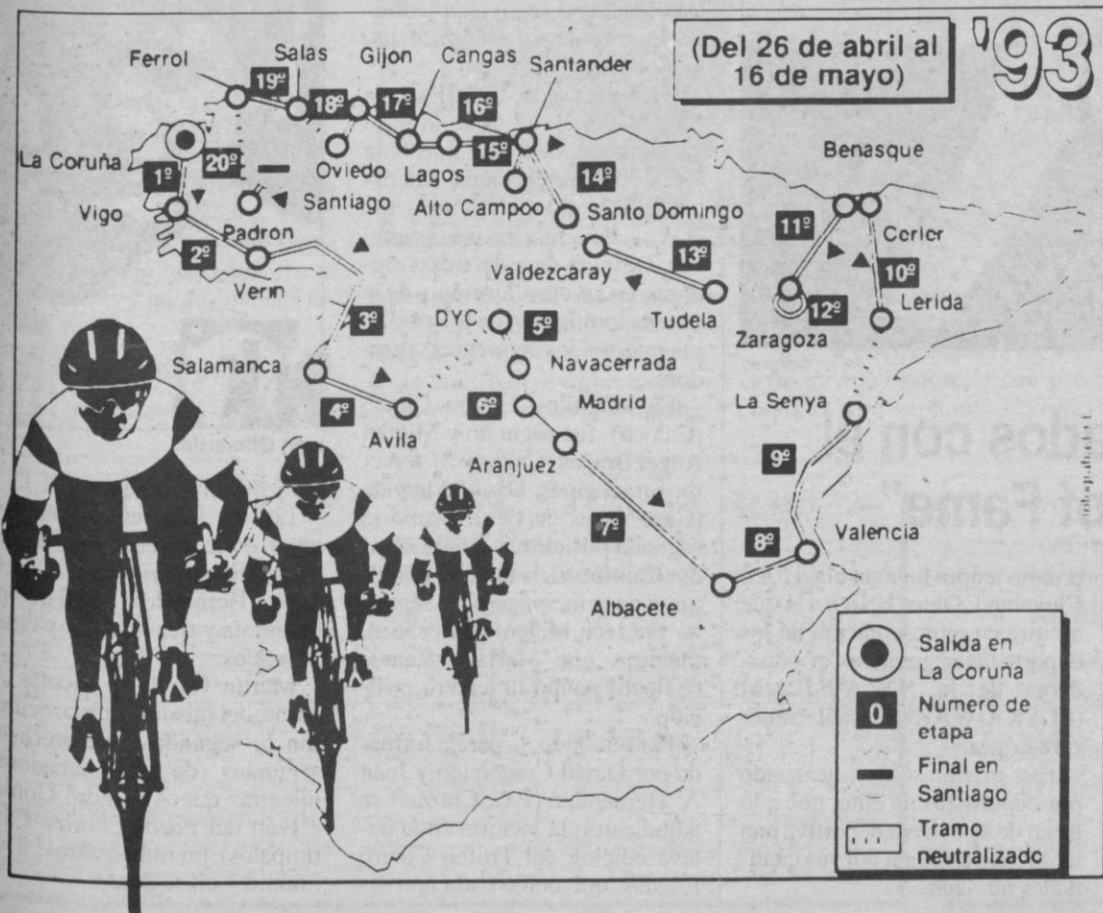 '93
(Del 26 de abril al
16 de mayo)
Ferrol
19º
Salas
18º
Gijon
17º
Cangas
16º
Santander
La Coruña
1º
20º
Oviedo
Lagos
15º
14º
Benasque
Vigo
Santiago
Alto Campoo
Santo Domingo
11º
Cerler
2º
Padron
Valdezcaray
13º
10º
Verin
DYC
5º
Tudela
12º
Lérida
3º
Zaragoza
Salamanca
Navacerrada
4º
6º
Madrid
La Senya
Avila
Aranjuez
9º
7º
8º
Valencia
Albacete
Salida en
La Coruña
0
Numero de
etapa
Final en
Santiago
Tramo
neutralizado